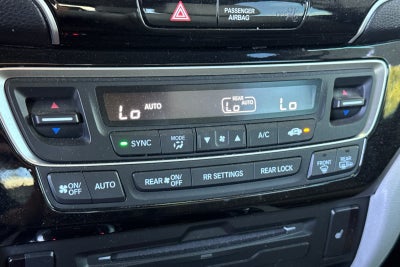 PASSENGER
AIRBAG
Lo AUTO
REAR
Lo AUTO
Lo
SYNC
MODE
A/C
ON/
OFF
AUTO
REAR ON/
OFF
RR SETTINGS
REAR LOCK
FRONT
REAR